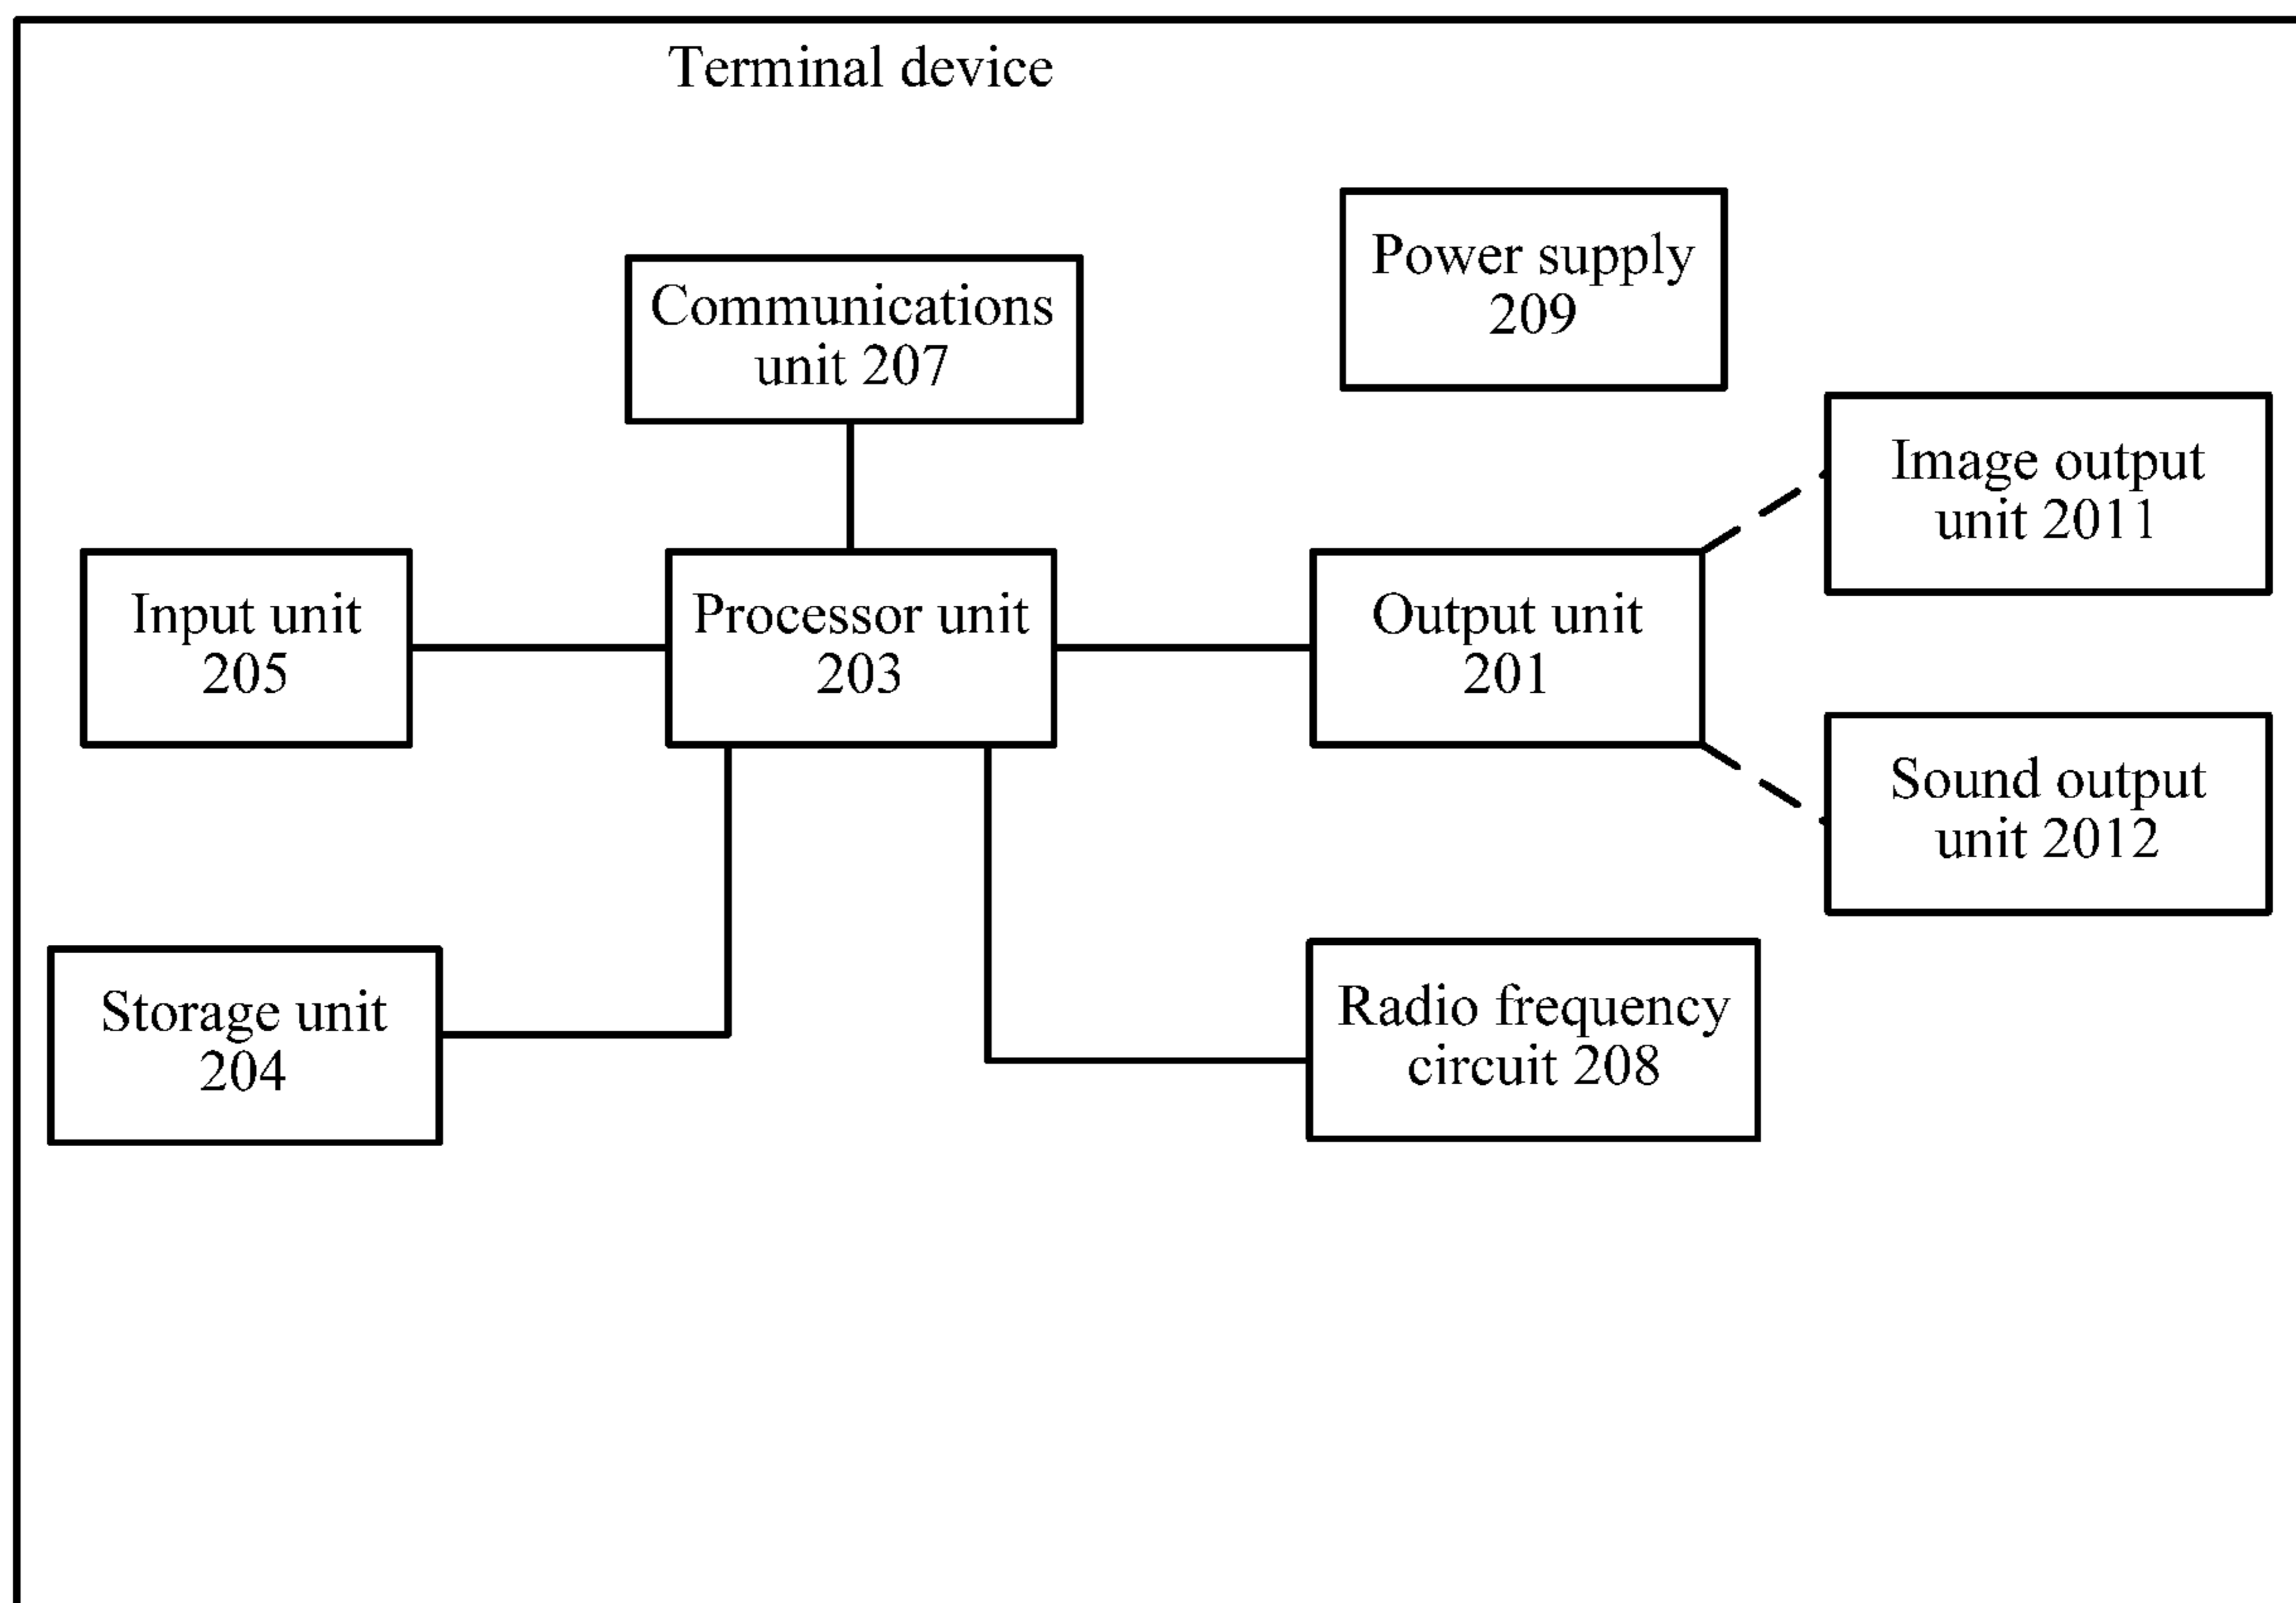 Terminal device
Power supply
209
Communications
unit 207
Image output
unit 2011
Input unit
205
Processor unit
203
Output unit
201
Sound output
unit 2012
Storage unit
204
Radio frequency
circuit 208